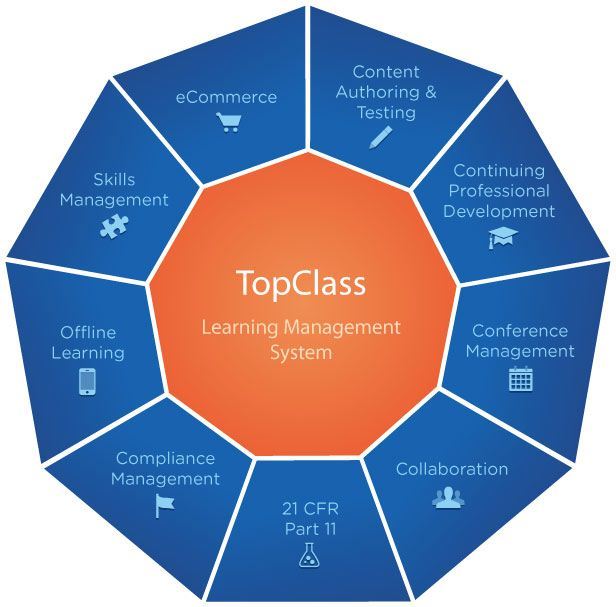 TopClass
Learning Management
System
Content
Authoring &
Testing
Continuing
Professional
Development
Conference
Management
Collaboration
21 CFR
Part 11
Compliance
Management
Offline
Learning
Skills
Management
eCommerce